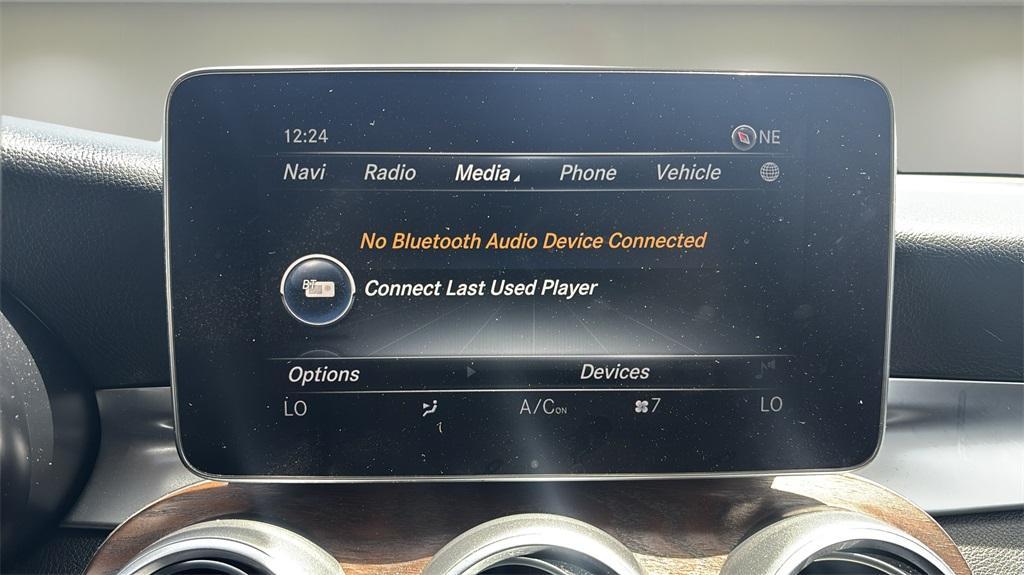 12:24 NE
Navi Radio Media Phone Vehicle
No Bluetooth Audio Device Connected
BT
Connect Last Used Player
Options Devices
LO A/C ON 7 LO